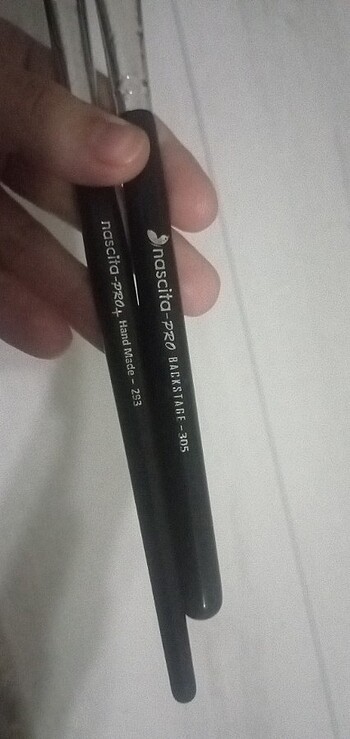 nascita-PRO+ Hand Made - 293
nascita-PRO BACKSTAGE - 305